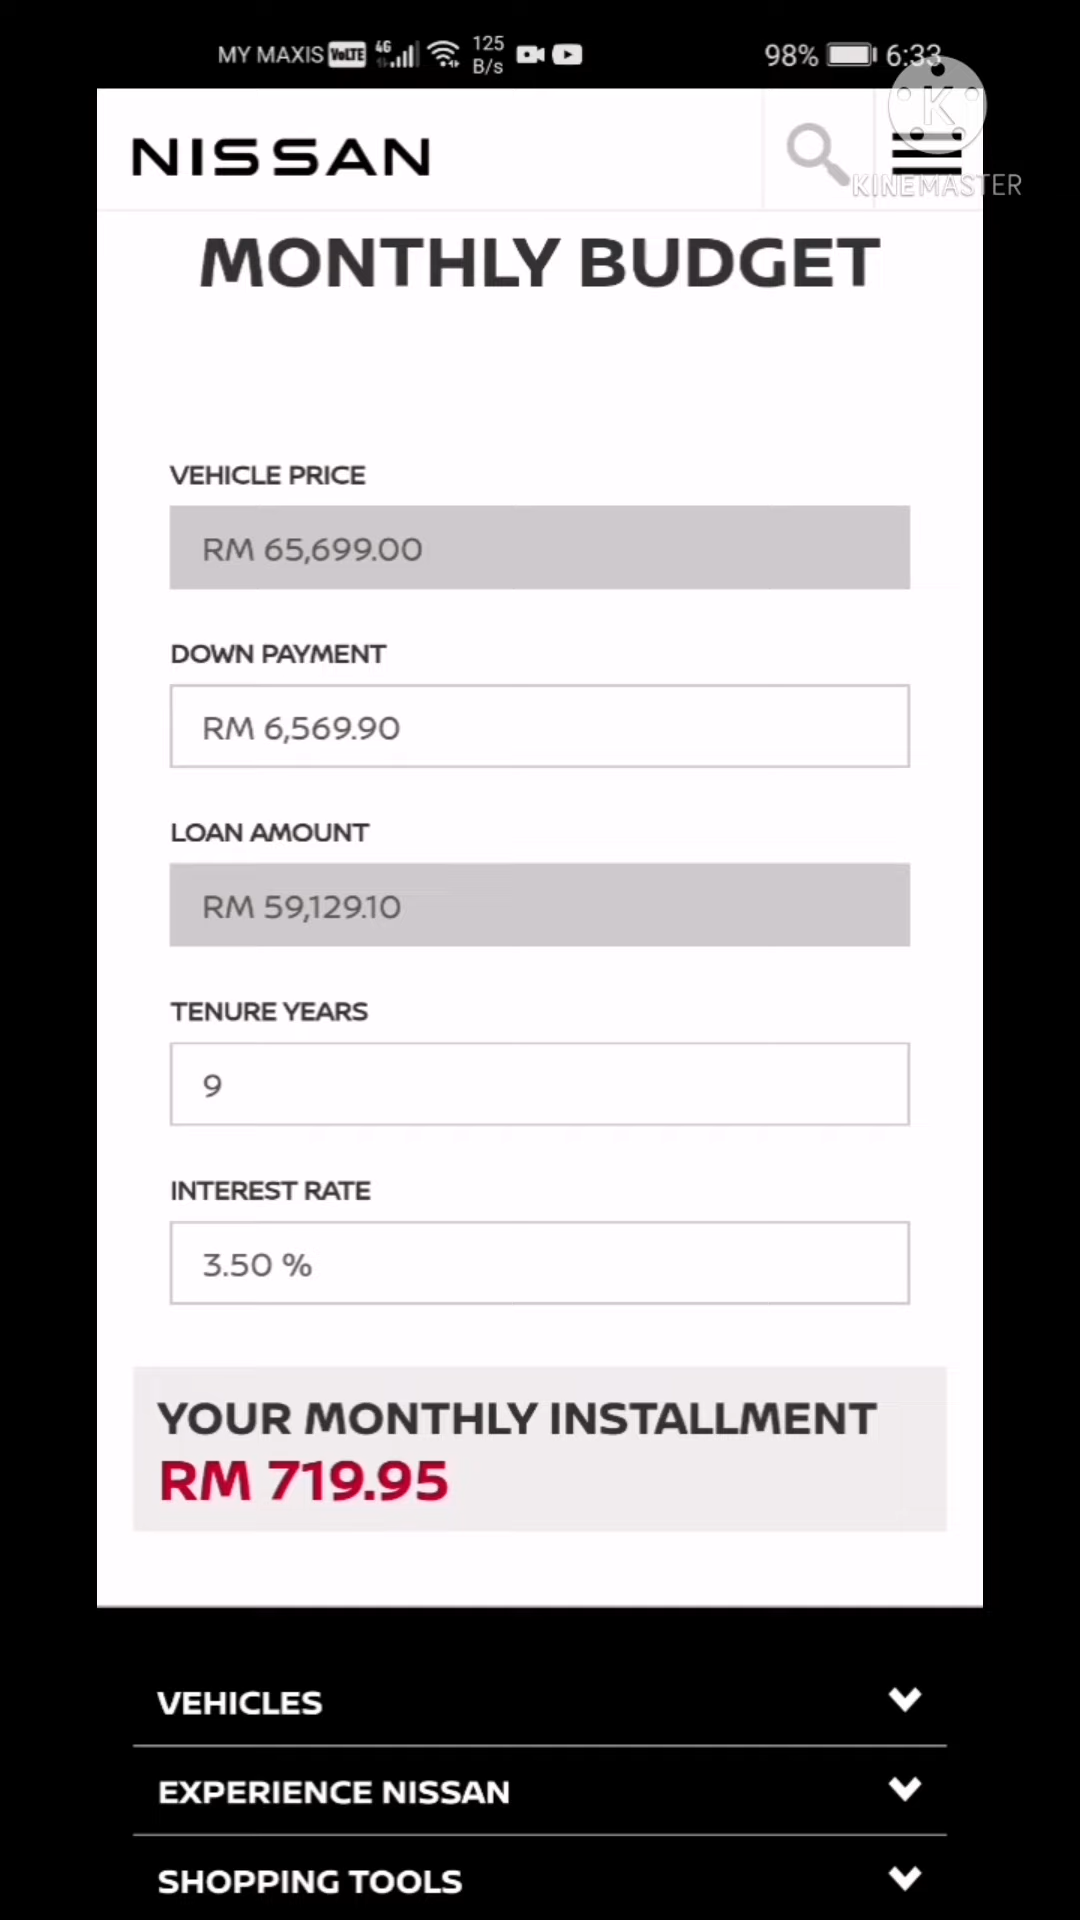 MY MAXIS VoLTE 4G 125 B/s 98% 6:33
K
KINEMASTER
NISSAN
MONTHLY BUDGET
VEHICLE PRICE
RM 65,699.00
DOWN PAYMENT
RM 6,569.90
LOAN AMOUNT
RM 59,129.10
TENURE YEARS
9
INTEREST RATE
3.50 %
YOUR MONTHLY INSTALLMENT
RM 719.95
VEHICLES
EXPERIENCE NISSAN
SHOPPING TOOLS